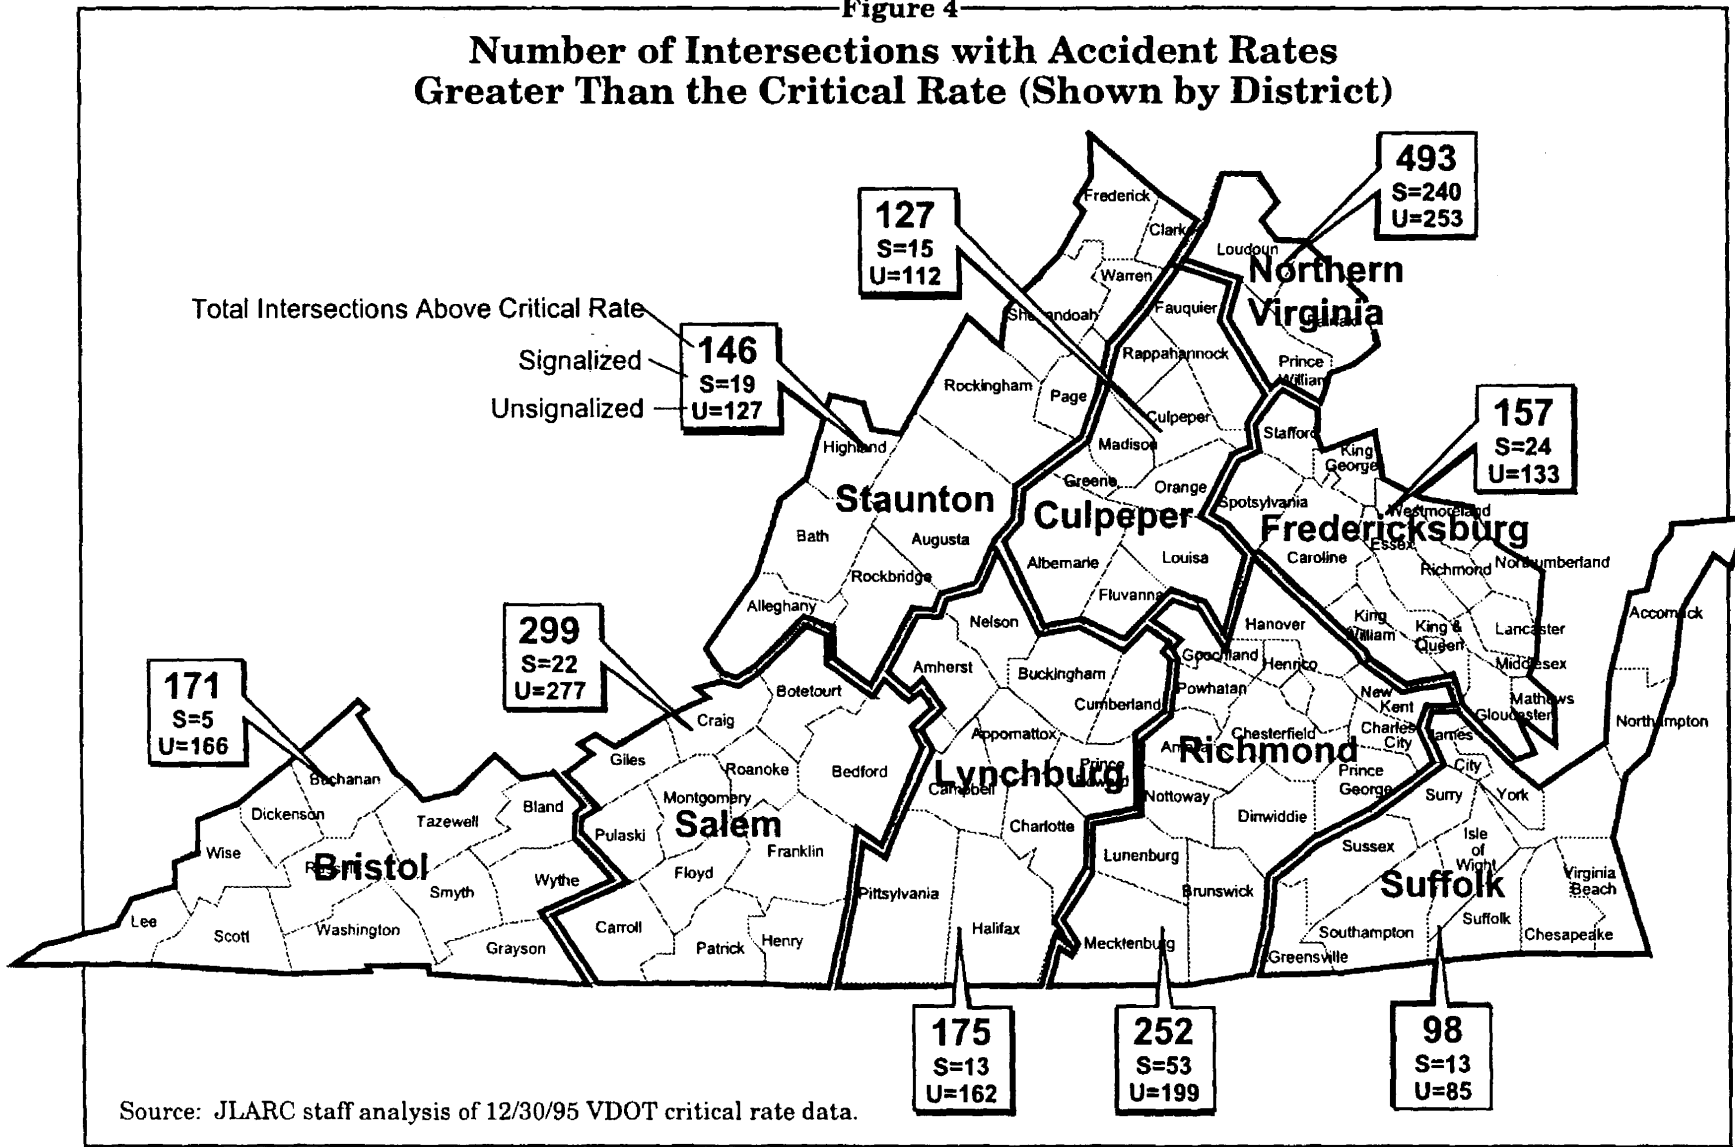 Figure 4
Number of Intersections with Accident Rates
Greater Than the Critical Rate (Shown by District)
493
S=240
U=253
127
S=15
U=112
Total Intersections Above Critical Rate
Signalized
Unsignalized
146
S=19
U=127
157
S=24
U=133
299
S=22
U=277
171
S=5
U=166
175
S=13
U=162
252
S=53
U=199
98
S=13
U=85
Northern
Virginia
Loudoun
Prince
William
Staunton
Frederick
Clark
Warren
Shenandoah
Rockingham
Page
Highland
Bath
Augusta
Rockbridge
Alleghany
Culpeper
Fauquier
Rappahannock
Culpeper
Madison
Greene
Orange
Albemarle
Louisa
Fluvanna
Fredericksburg
Stafford
King
George
Spotsylvania
Westmoreland
Essex
Caroline
Richmond
Northumberland
King
William
King &
Queen
Lancaster
Middlesex
Mathews
Gloucester
Accomack
Northampton
Bristol
Buchanan
Dickenson
Wise
Lee
Scott
Tazewell
Bland
Smyth
Wythe
Washington
Grayson
Salem
Botetourt
Craig
Giles
Roanoke
Bedford
Montgomery
Pulaski
Franklin
Floyd
Carroll
Patrick
Henry
Lynchburg
Nelson
Amherst
Buckingham
Cumberland
Appomattox
Prince
Campbell
Charlotte
Pittsylvania
Halifax
Richmond
Hanover
Goochland
Henrico
Powhatan
New
Kent
Chesterfield
Charles
City
Prince
George
Nottoway
Dinwiddie
Lunenburg
Brunswick
Mecklenburg
Suffolk
James
City
York
Surry
Isle
of
Wight
Sussex
Virginia
Beach
Southampton
Suffolk
Chesapeake
Greensville
Source: JLARC staff analysis of 12/30/95 VDOT critical rate data.